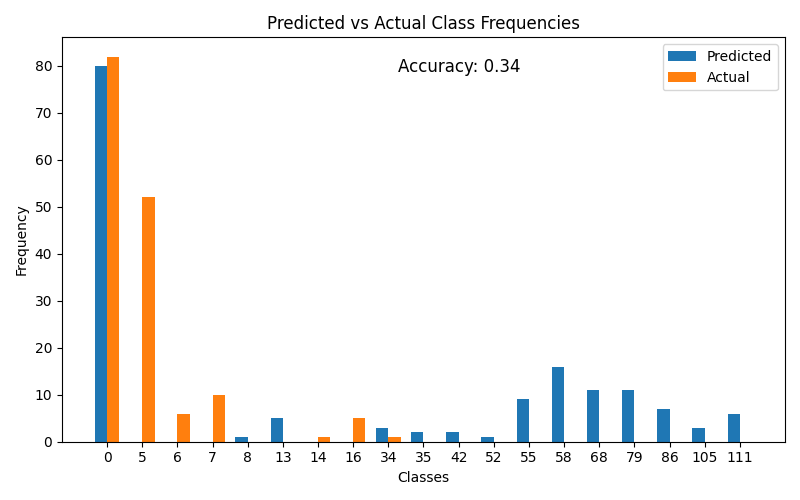 Predicted vs Actual Class Frequencies
Accuracy: 0.34
Predicted
Actual
Frequency
80
70
60
50
40
30
20
10
0
0 5 6 7 8 13 14 16 34 35 42 52 55 58 68 79 86 105 111
Classes